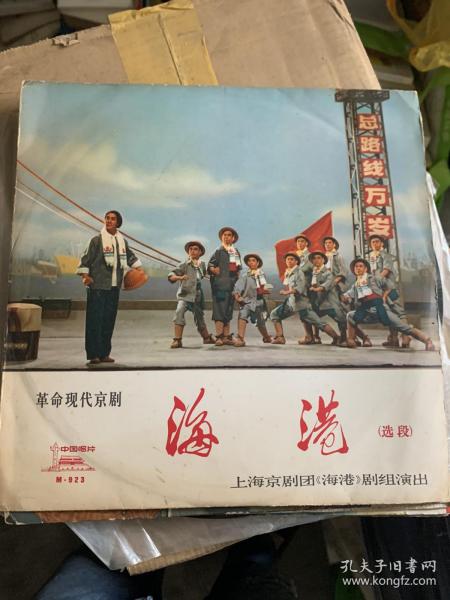 总路线万岁
革命现代京剧
海港
(选段)
中国唱片
M-923
上海京剧团《海港》剧组演出
孔夫子旧书网
www.kongfz.com